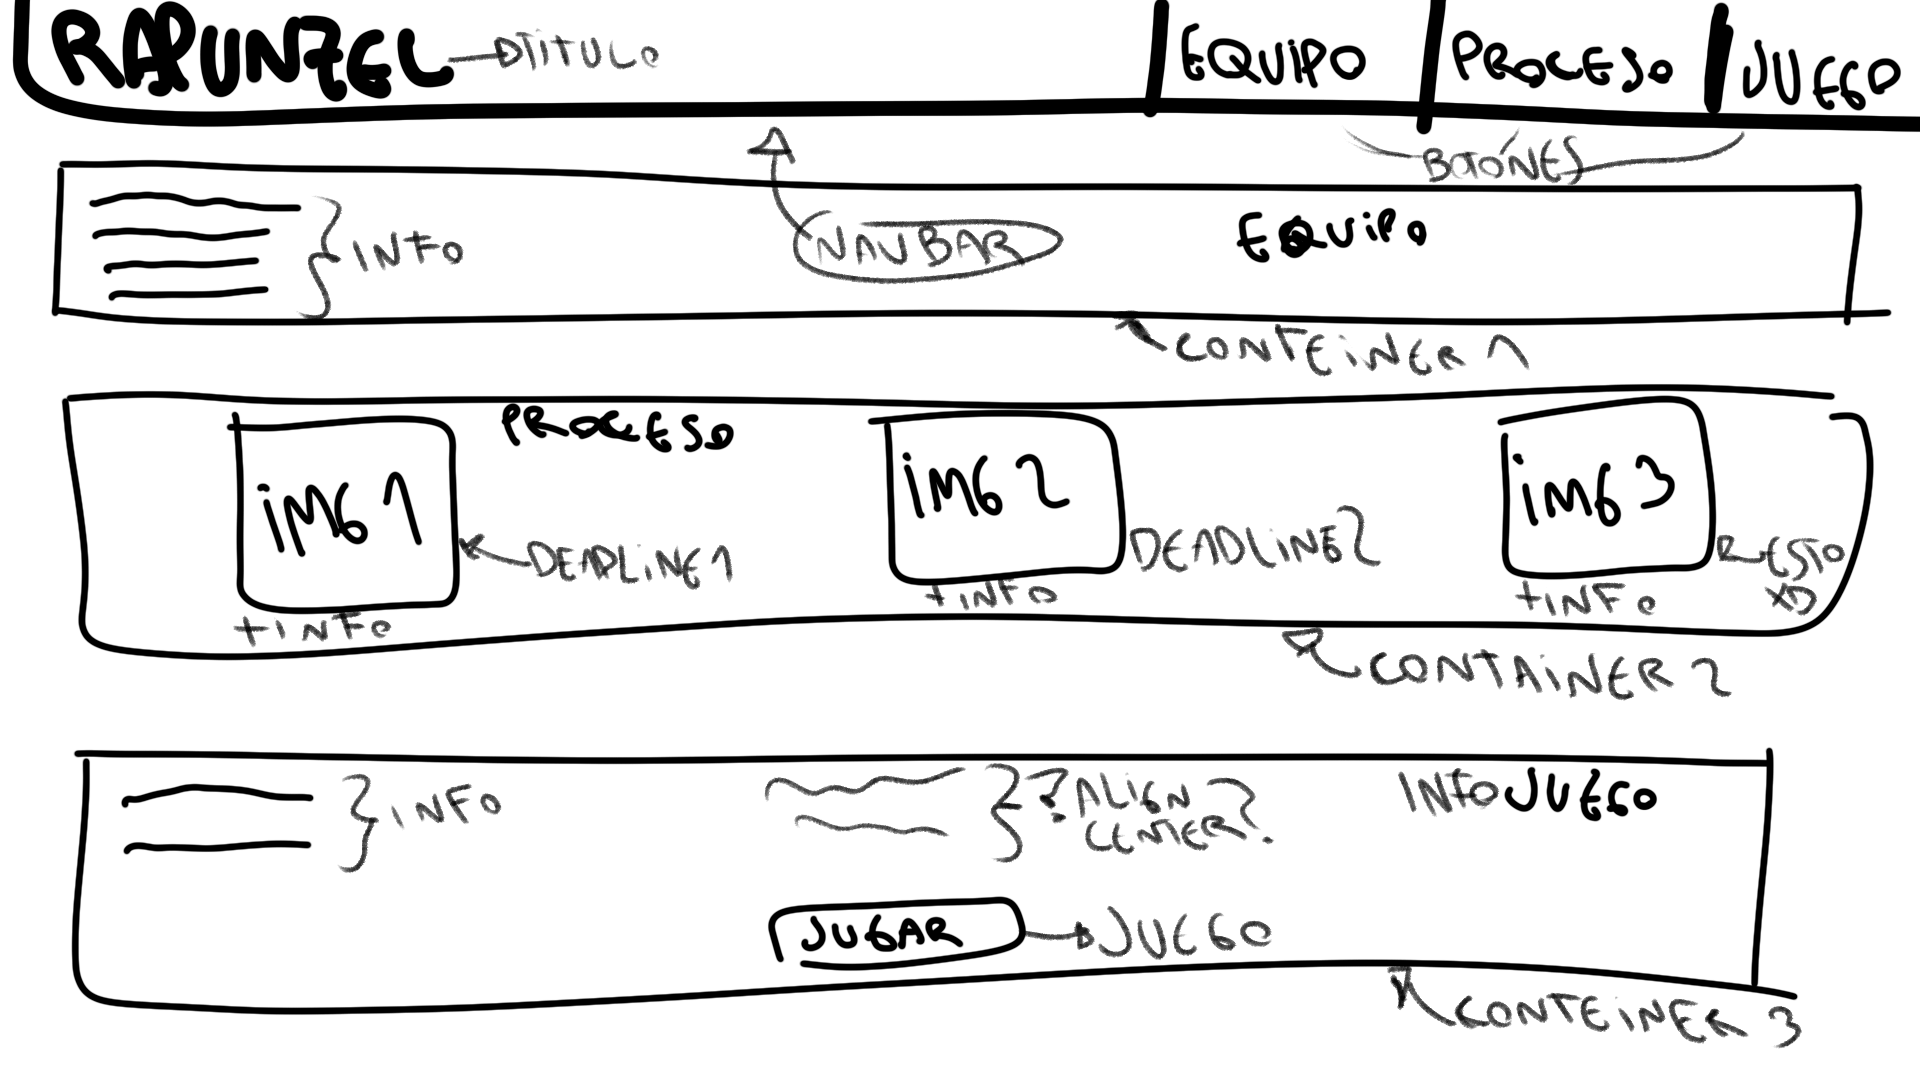 RAPUNZEL TITULO EQUIPO PROCESO JUEGO
BOTONES
INFO NAVBAR EQUIPO
CONTEINER 1
PROCESO
IMG 1 IMG 2 IMG 3
DEADLINE 1 DEADLINE 2 RESTO XD
+INFO +INFO +INFO
CONTAINER 2
INFO ?ALIGN CENTER? INFO JUEGO
JUGAR JUEGO
CONTEINER 3